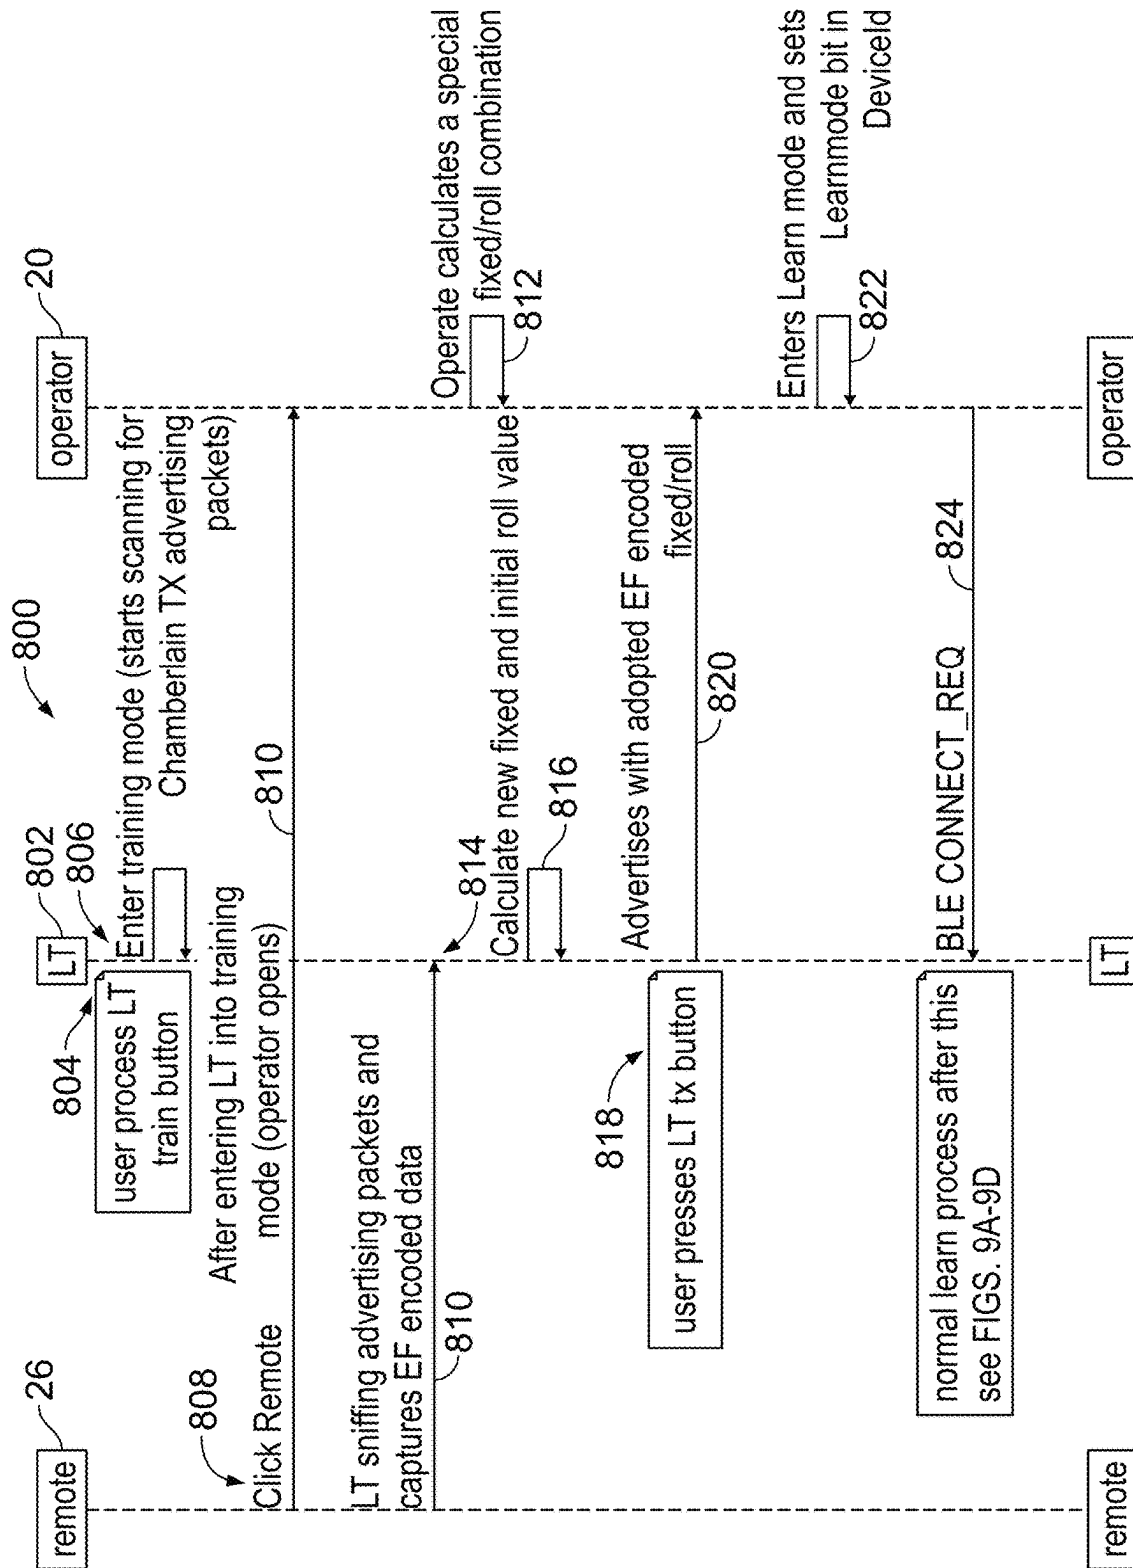 800
remote
26
LT
802
operator
20
804
806
user process LT
train button
Enter training mode (starts scanning for
Chamberlain TX advertising
packets)
808
Click Remote
After entering LT into training
mode (operator opens)
810
LT sniffing advertising packets and
captures EF encoded data
810
814
Operate calculates a special
fixed/roll combination
812
Calculate new fixed and initial roll value
816
818
user presses LT tx button
Advertises with adopted EF encoded
fixed/roll
820
Enters Learn mode and sets
Learnmode bit in
DeviceId
822
normal learn process after this
see FIGS. 9A-9D
BLE CONNECT_REQ
824
remote
LT
operator